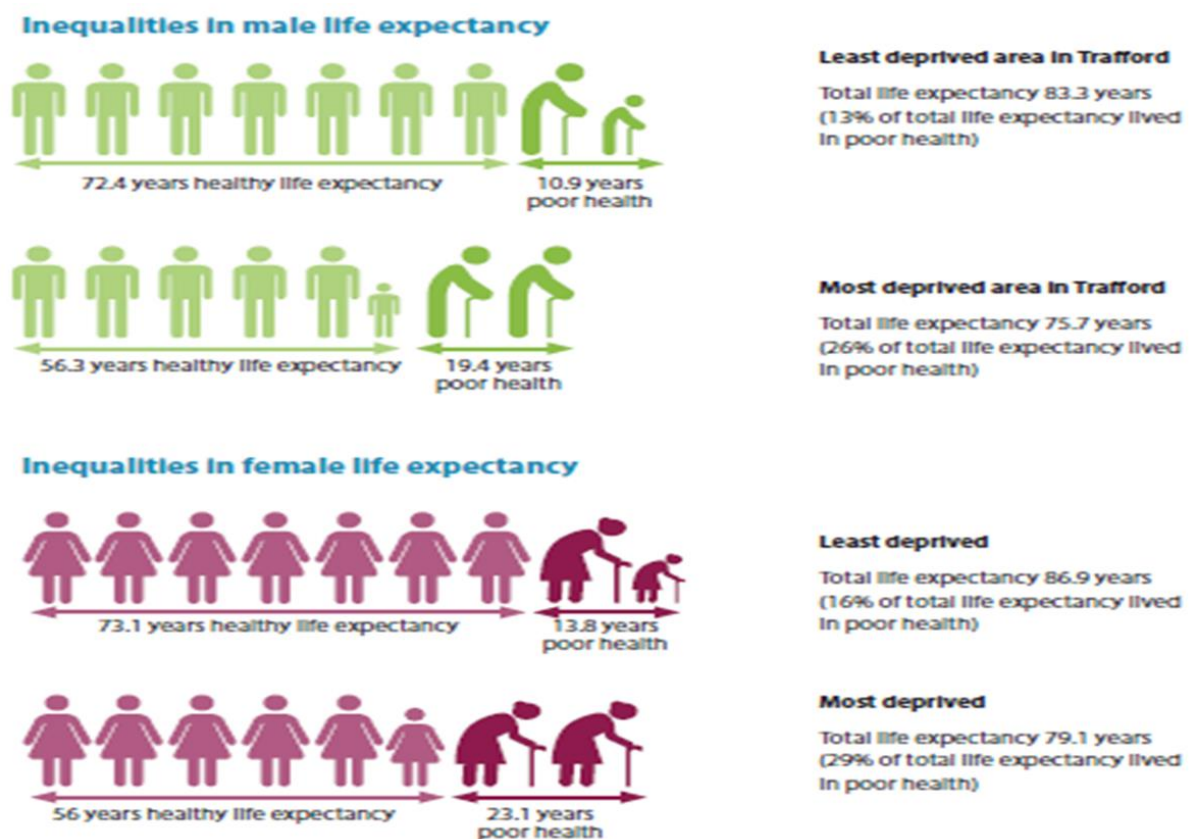 Inequalities in male life expectancy
Least deprived area in Trafford
Total life expectancy 83.3 years
(13% of total life expectancy lived
in poor health)
72.4 years healthy life expectancy
10.9 years
poor health
Most deprived area in Trafford
Total life expectancy 75.7 years
(26% of total life expectancy lived
in poor health)
56.3 years healthy life expectancy
19.4 years
poor health
Inequalities in female life expectancy
Least deprived
Total life expectancy 86.9 years
(16% of total life expectancy lived
in poor health)
73.1 years healthy life expectancy
13.8 years
poor health
Most deprived
Total life expectancy 79.1 years
(29% of total life expectancy lived
in poor health)
56 years healthy life expectancy
23.1 years
poor health